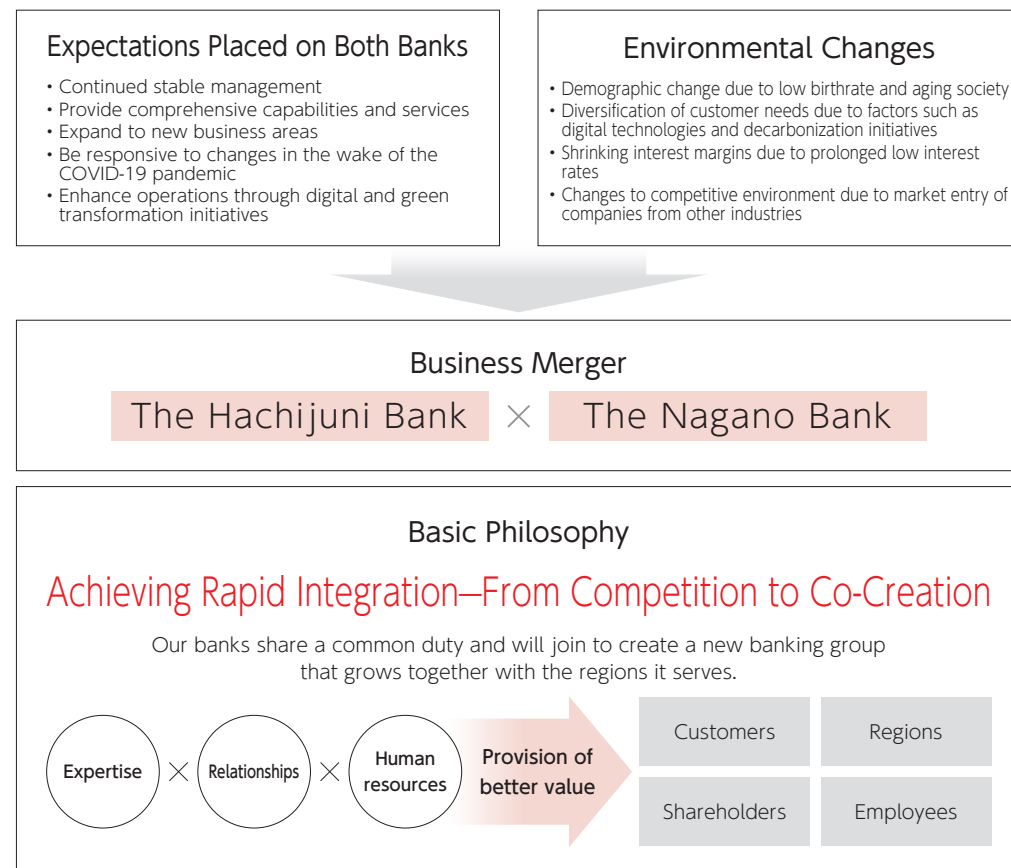 Expectations Placed on Both Banks
• Continued stable management
• Provide comprehensive capabilities and services
• Expand to new business areas
• Be responsive to changes in the wake of the
COVID-19 pandemic
• Enhance operations through digital and green
transformation initiatives
Environmental Changes
• Demographic change due to low birthrate and aging society
• Diversification of customer needs due to factors such as
digital technologies and decarbonization initiatives
• Shrinking interest margins due to prolonged low interest
rates
• Changes to competitive environment due to market entry of
companies from other industries
Business Merger
The Hachijuni Bank × The Nagano Bank
Basic Philosophy
Achieving Rapid Integration—From Competition to Co-Creation
Our banks share a common duty and will join to create a new banking group
that grows together with the regions it serves.
Expertise × Relationships × Human
resources
Provision of
better value
Customers
Regions
Shareholders
Employees